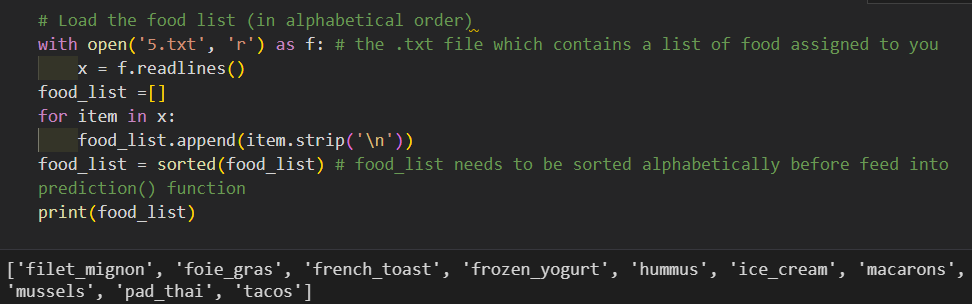 # Load the food list (in alphabetical order)
with open('5.txt', 'r') as f: # the .txt file which contains a list of food assigned to you
    x = f.readlines()
food_list =[]
for item in x:
    food_list.append(item.strip('\n'))
food_list = sorted(food_list) # food_list needs to be sorted alphabetically before feed into
prediction() function
print(food_list)
['filet_mignon', 'foie_gras', 'french_toast', 'frozen_yogurt', 'hummus', 'ice_cream', 'macarons',
'mussels', 'pad_thai', 'tacos']